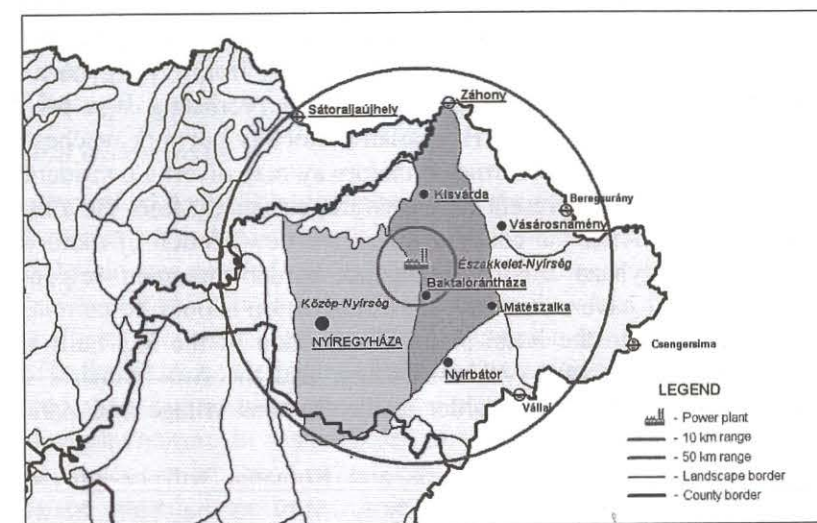 Sátoraljaújhely
Záhony
Kisvárda
Beregsurány
Vásárosnamény
Északkelet-Nyírség
Baktalórántháza
Közép-Nyírség
Mátészalka
NYÍREGYHÁZA
Csengersima
Nyírbátor
Vállaj
LEGEND
- Power plant
- 10 km range
- 50 km range
- Landscape border
- County border